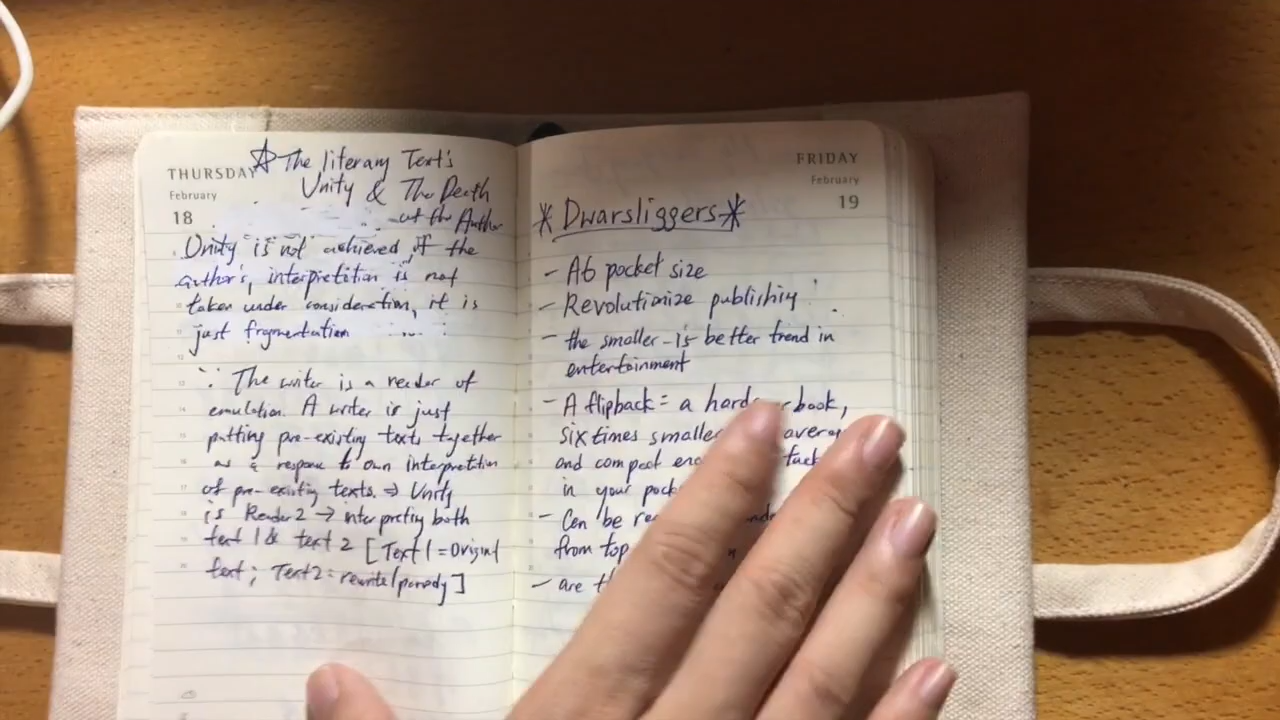 THURSDAY
February
18
☆ The literary Text's
Unity & The Death
of the Author
Unity is not achieved if the
author's interpretation is not
taken under consideration, it is
just fragmentation
∵ The writer is a reader of
emulation. A writer is just
putting pre-existing texts together
as a response to own interpretation
of pre-existing texts. ⇒ Unity
is Reader 2 → interpreting both
text 1 & text 2 [Text 1 = Original
text; Text 2 = rewrite/parody]
FRIDAY
February
19
* Dwarsliggers *
- A6 pocket size
- Revolutionize publishing!
- the smaller-is better trend in
entertainment
- A flipback = a book,
six times smaller
and compact
in your
- Can be
from top
- are